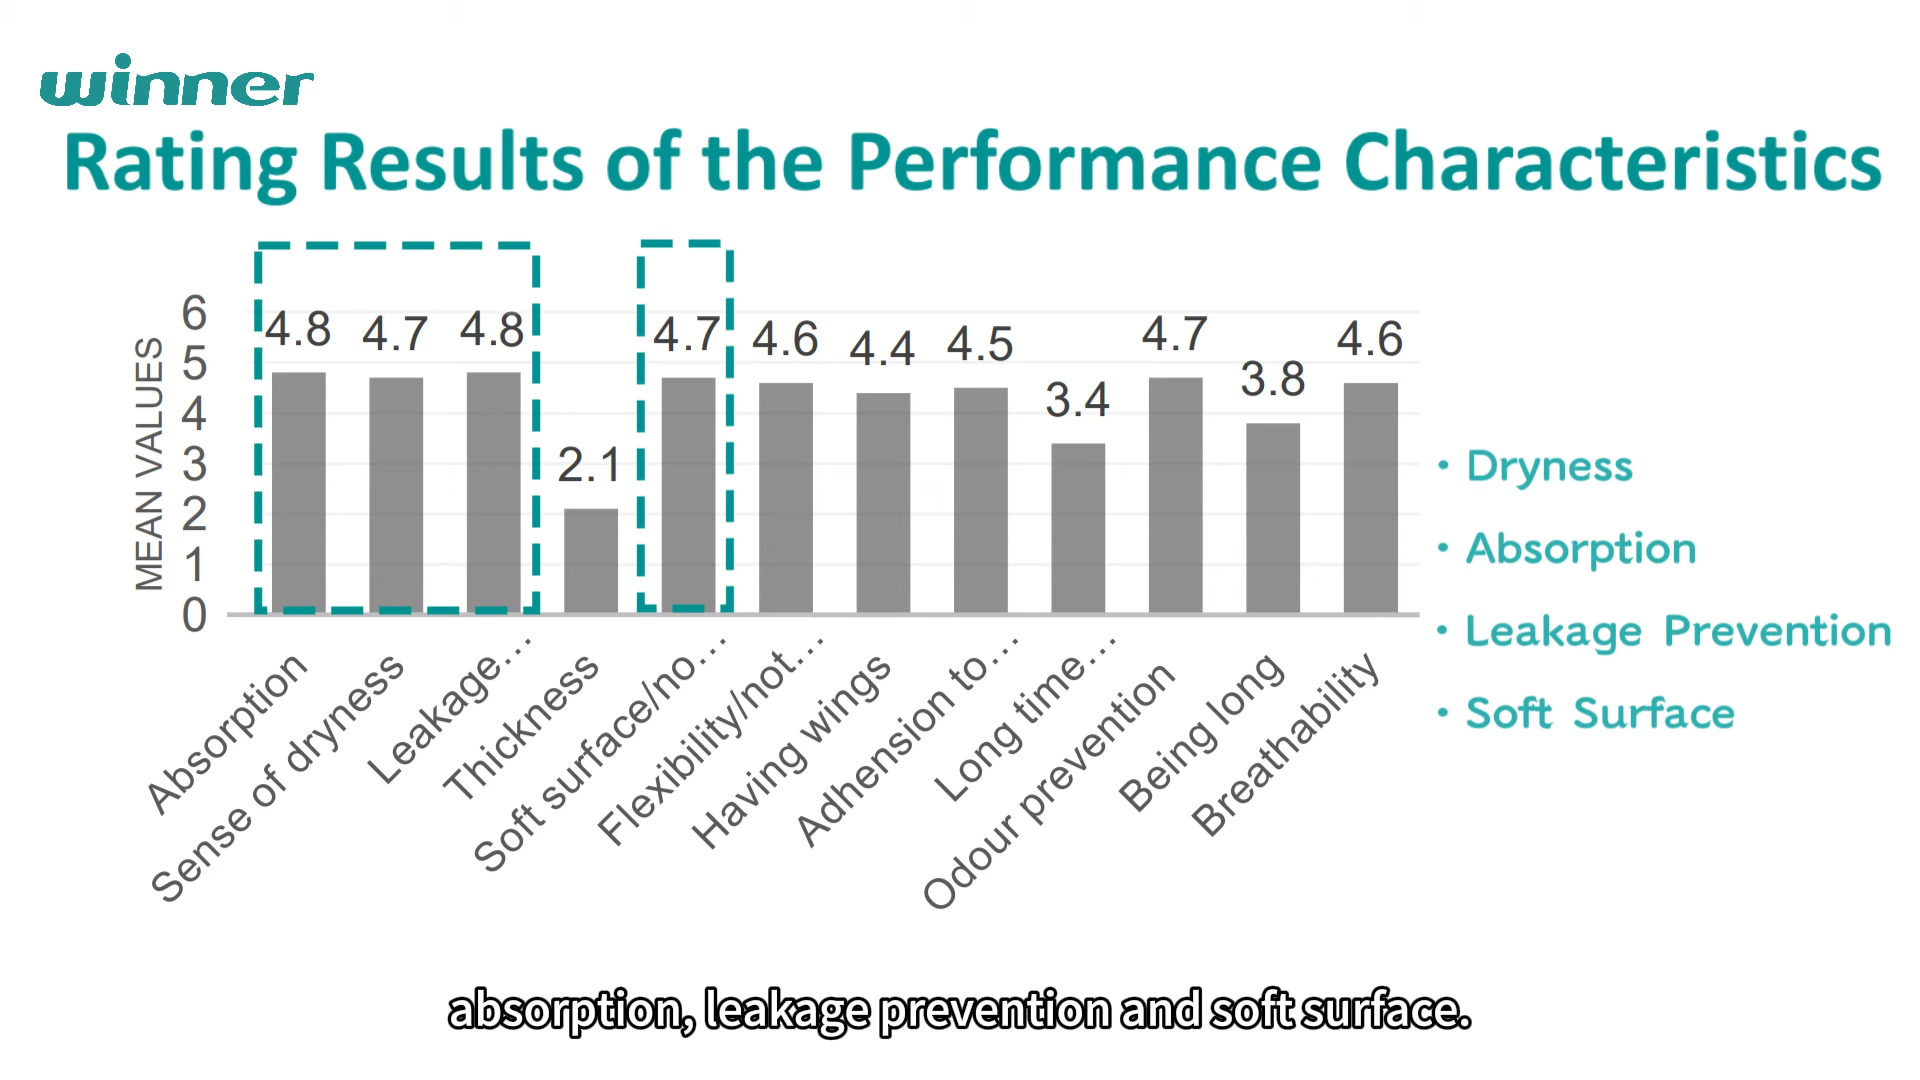 winner
Rating Results of the Performance Characteristics
MEAN VALUES
6
5
4
3
2
1
0
4.8
4.7
4.8
2.1
4.7
4.6
4.4
4.5
3.4
4.7
3.8
4.6
Absorption
Sense of dryness
Leakage...
Thickness
Soft surface/no...
Flexibility/not...
Having wings
Adhension to...
Long time...
Odour prevention
Being long
Breathability
• Dryness
• Absorption
• Leakage Prevention
• Soft Surface
absorption, leakage prevention and soft surface.